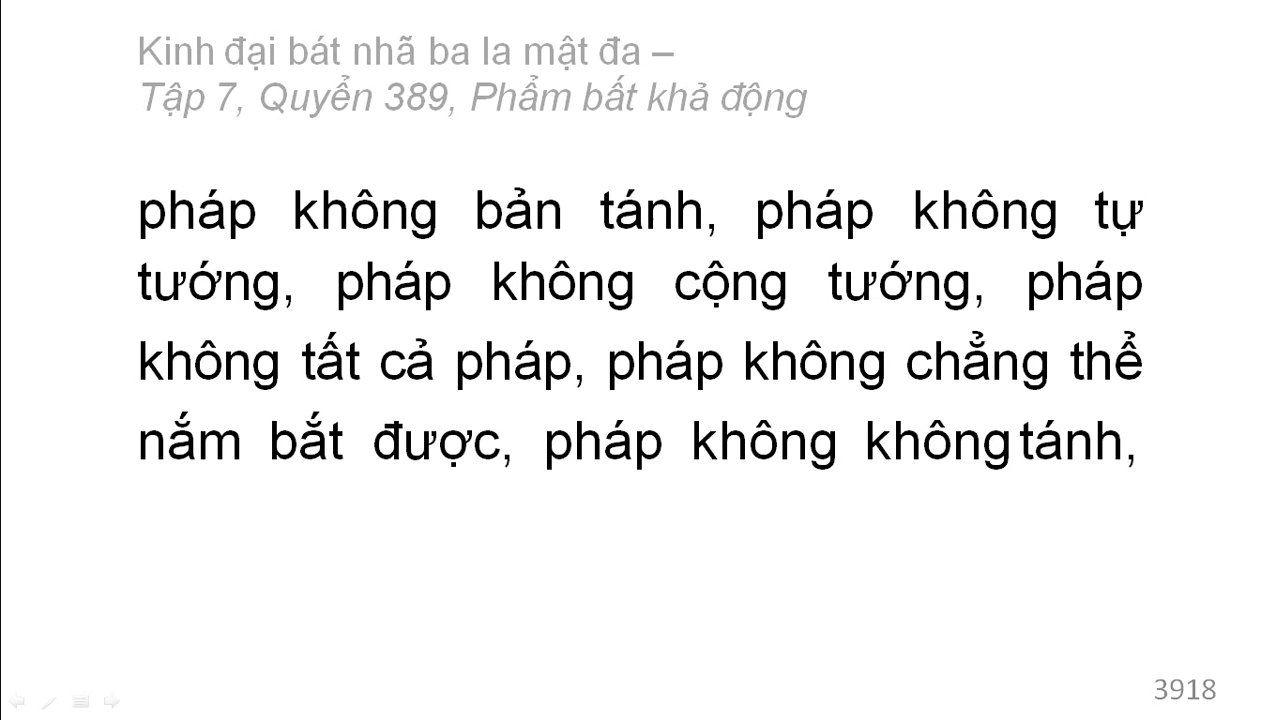 Kinh đại bát nhã ba la mật đa –
Tập 7, Quyển 389, Phẩm bất khả động
pháp không bản tánh, pháp không tự
tướng, pháp không cộng tướng, pháp
không tất cả pháp, pháp không chẳng thể
nắm bắt được, pháp không không tánh,
3918